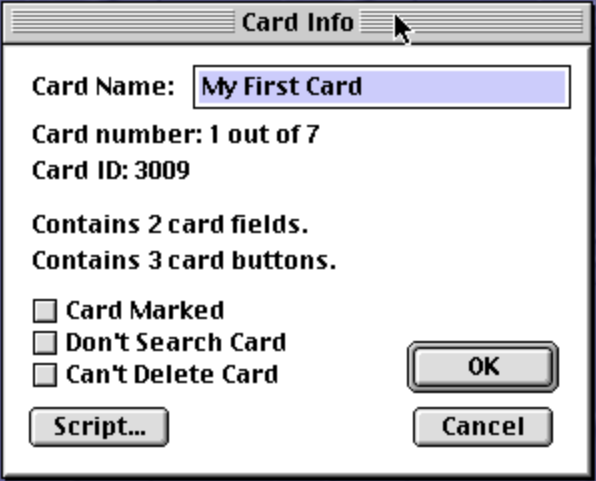 Card Info
Card Name: My First Card
Card number: 1 out of 7
Card ID: 3009
Contains 2 card fields.
Contains 3 card buttons.
Card Marked
Don't Search Card
Can't Delete Card
OK
Script... Cancel